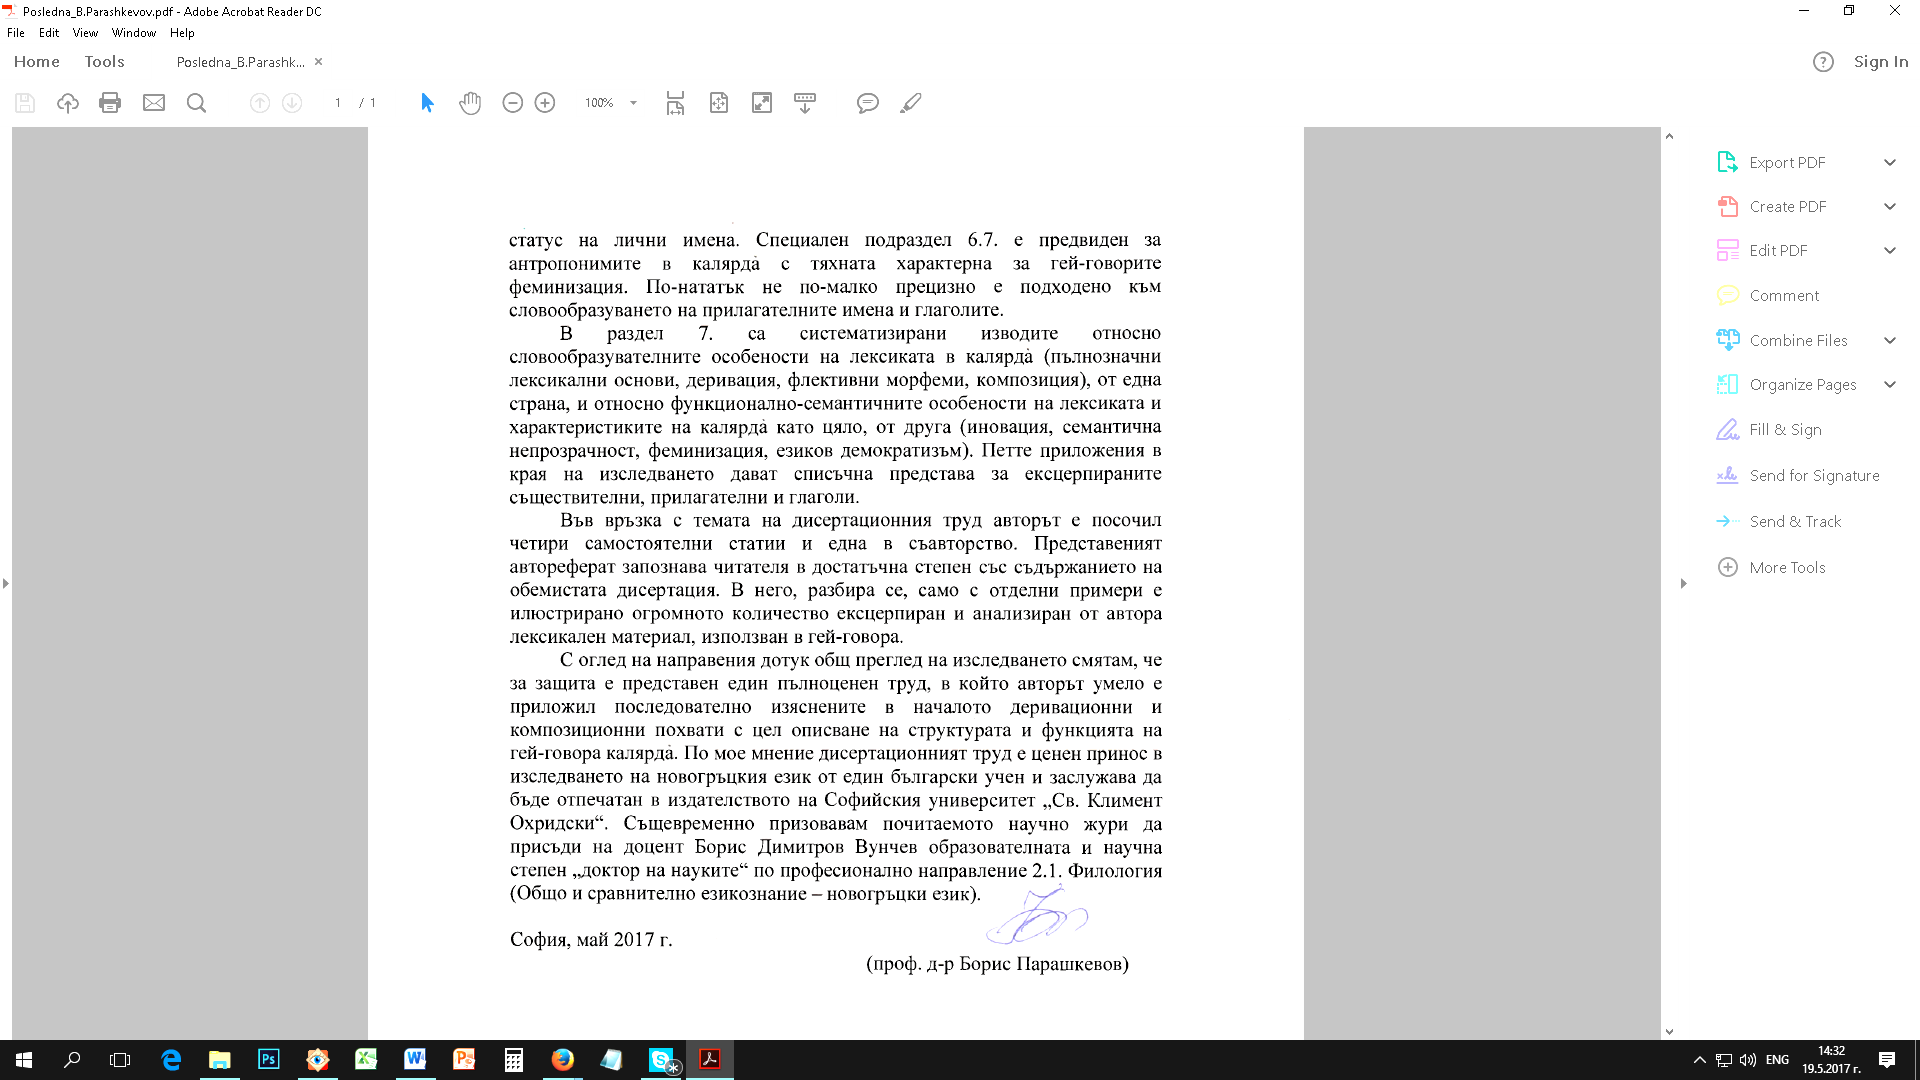 Posledna_B.Parashkevov.pdf - Adobe Acrobat Reader DC
File Edit View Window Help
Home Tools Posledna_B.Parashk... × ? Sign In
1 / 1 100%
статус на лични имена. Специален подраздел 6.7. е предвиден за
антропонимите в калярда̀ с тяхната характерна за гей-говорите
феминизация. По-нататък не по-малко прецизно е подходено към
словообразуването на прилагателните имена и глаголите.
В раздел 7. са систематизирани изводите относно
словообразувателните особености на лексиката в калярда̀ (пълнозначни
лексикални основи, деривация, флективни морфеми, композиция), от една
страна, и относно функционално-семантичните особености на лексиката и
характеристиките на калярда̀ като цяло, от друга (иновация, семантична
непрозрачност, феминизация, езиков демократизъм). Петте приложения в
края на изследването дават списъчна представа за ексцерпираните
съществителни, прилагателни и глаголи.
Във връзка с темата на дисертационния труд авторът е посочил
четири самостоятелни статии и една в съавторство. Представеният
автореферат запознава читателя в достатъчна степен със съдържанието на
обемистата дисертация. В него, разбира се, само с отделни примери е
илюстрирано огромното количество ексцерпиран и анализиран от автора
лексикален материал, използван в гей-говора.
С оглед на направения дотук общ преглед на изследването смятам, че
за защита е представен един пълноценен труд, в който авторът умело е
приложил последователно изяснените в началото деривационни и
композиционни похвати с цел описване на структурата и функцията на
гей-говора калярда̀. По мое мнение дисертационният труд е ценен принос в
изследването на новогръцкия език от един български учен и заслужава да
бъде отпечатан в издателството на Софийския университет „Св. Климент
Охридски“. Същевременно призовавам почитаемото научно жури да
присъди на доцент Борис Димитров Вунчев образователната и научна
степен „доктор на науките“ по професионално направление 2.1. Филология
(Общо и сравнително езикознание – новогръцки език).
София, май 2017 г.
(проф. д-р Борис Парашкевов)
Export PDF
Create PDF
Edit PDF
Comment
Combine Files
Organize Pages
Fill & Sign
Send for Signature
Send & Track
More Tools
ENG
14:32
19.5.2017 г.